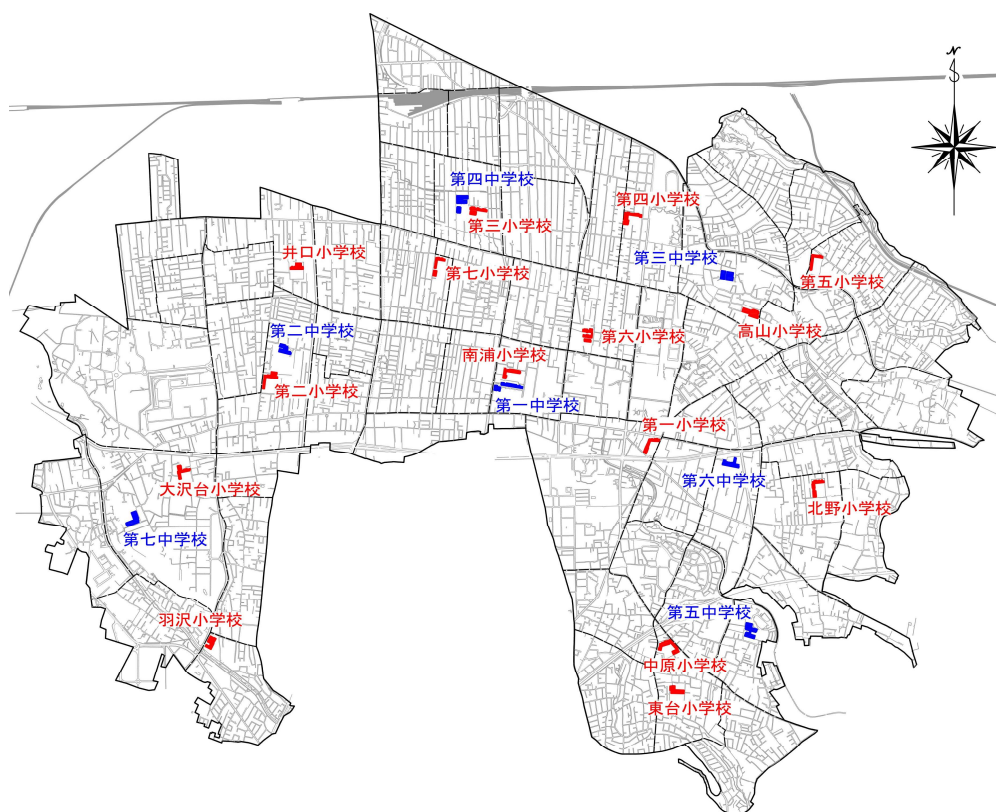 N
第四中学校
第四小学校
第三小学校
井口小学校
第三中学校
第七小学校
第五小学校
第二中学校
高山小学校
第六小学校
南浦小学校
第二小学校
第一中学校
第一小学校
第六中学校
大沢台小学校
北野小学校
第七中学校
羽沢小学校
第五中学校
中原小学校
東台小学校